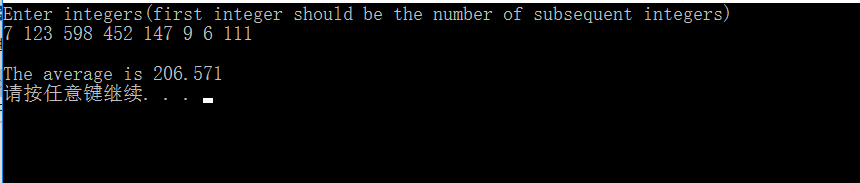 Enter integers(first integer should be the number of subsequent integers)
7 123 598 452 147 9 6 111
The average is 206.571
请按任意键继续. . .